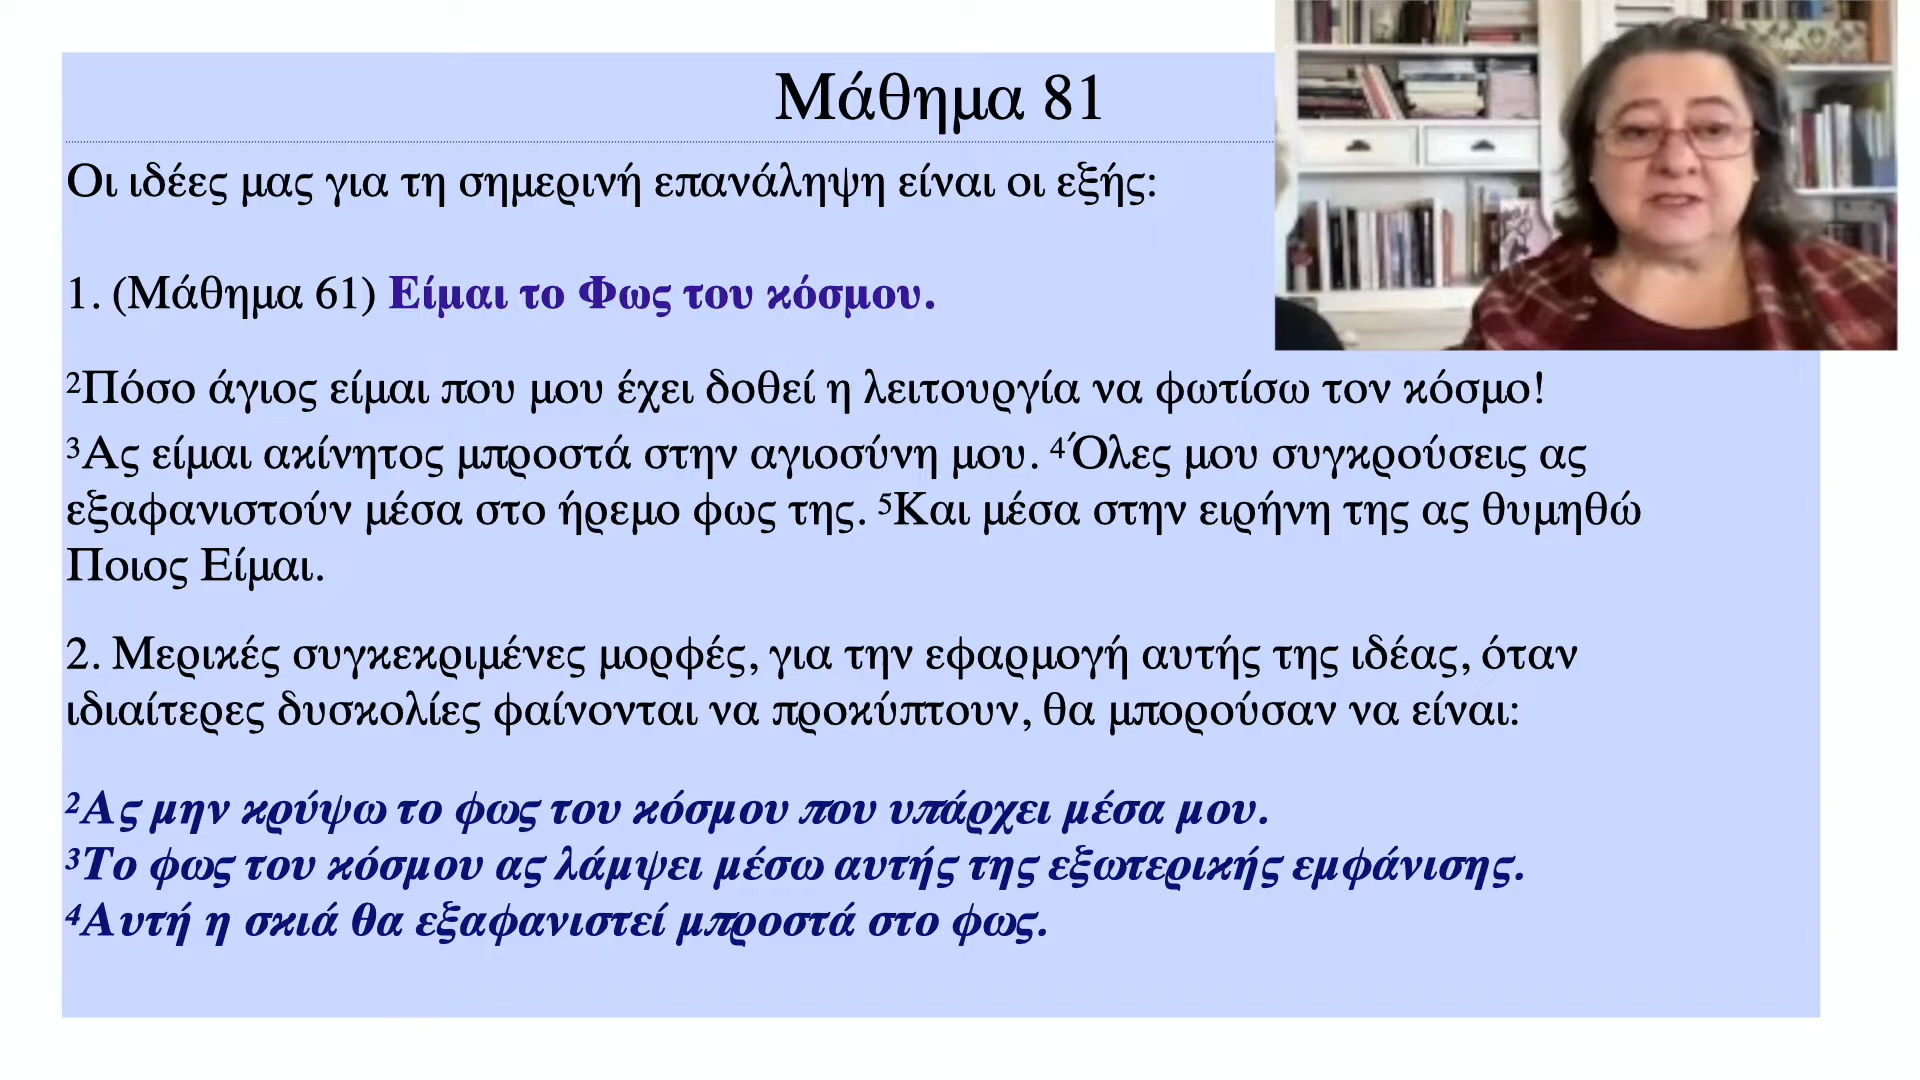 Μάθημα 81
Οι ιδέες μας για τη σημερινή επανάληψη είναι οι εξής:
1. (Μάθημα 61) Είμαι το Φως του κόσμου.
²Πόσο άγιος είμαι που μου έχει δοθεί η λειτουργία να φωτίσω τον κόσμο!
³Ας είμαι ακίνητος μπροστά στην αγιοσύνη μου. ⁴Όλες μου συγκρούσεις ας
εξαφανιστούν μέσα στο ήρεμο φως της. ⁵Και μέσα στην ειρήνη της ας θυμηθώ
Ποιος Είμαι.
2. Μερικές συγκεκριμένες μορφές, για την εφαρμογή αυτής της ιδέας, όταν
ιδιαίτερες δυσκολίες φαίνονται να προκύπτουν, θα μπορούσαν να είναι:
²Ας μην κρύψω το φως του κόσμου που υπάρχει μέσα μου.
³Το φως του κόσμου ας λάμψει μέσω αυτής της εξωτερικής εμφάνισης.
⁴Αυτή η σκιά θα εξαφανιστεί μπροστά στο φως.